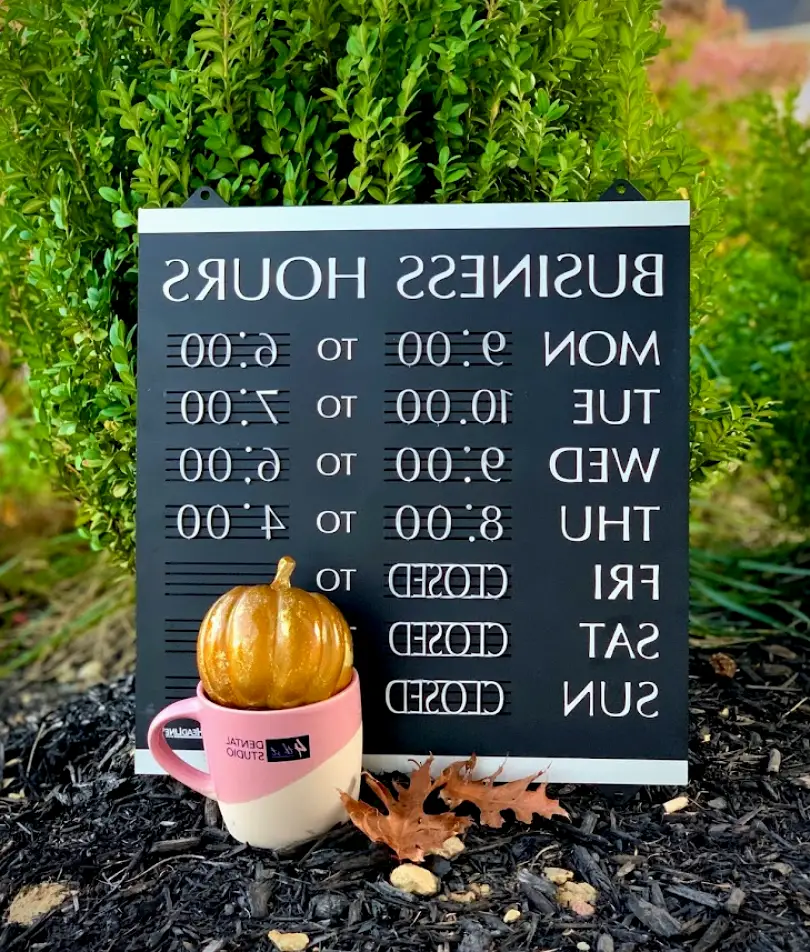 BUSINESS HOURS
MON 9:00 TO 6:00
TUE 10.00 TO 7:00
WED 9:00 TO 6:00
THU 8:00 TO 4:00
FRI CLOSED TO
SAT CLOSED
SUN CLOSED
HEADLINE
DENTAL
STUDIO